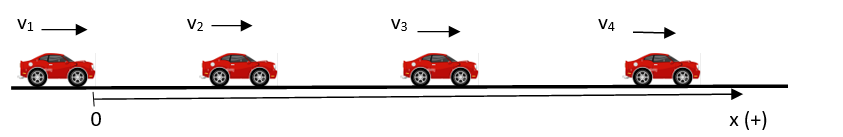 v₁ v₂ v₃ v₄
0 x (+)